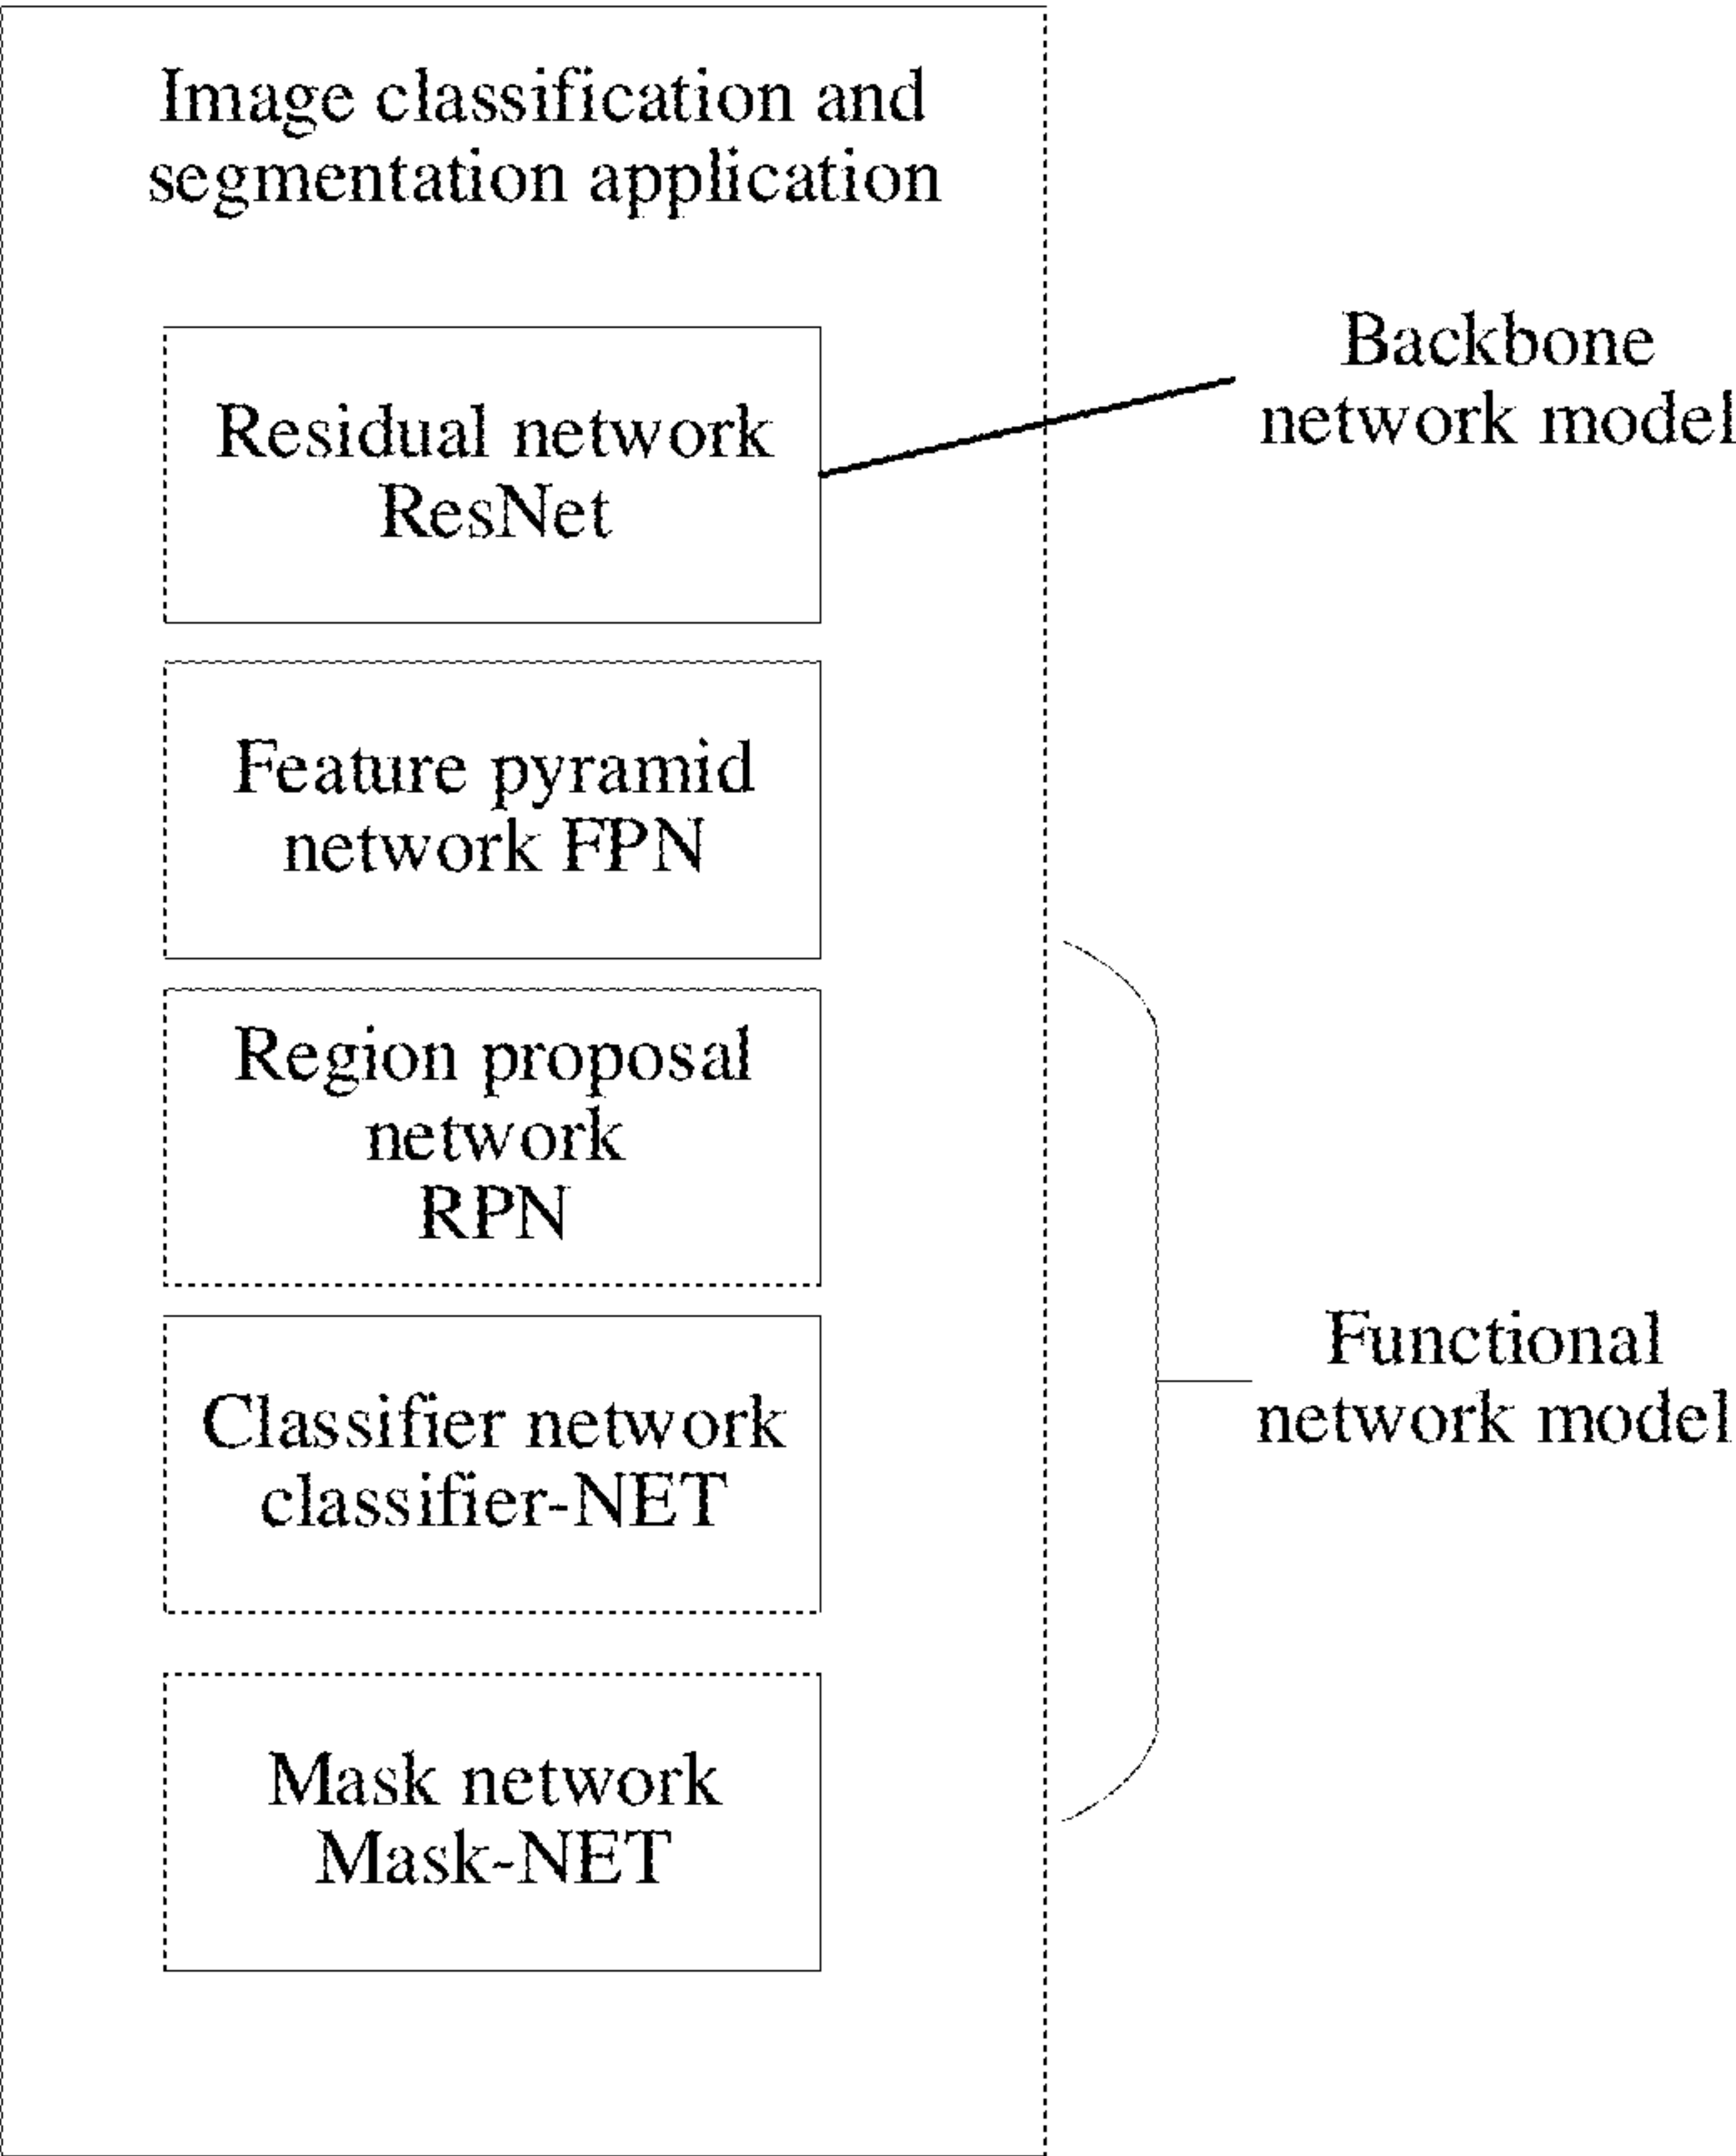 Image classification and
segmentation application
Residual network
ResNet
Backbone
network model
Feature pyramid
network FPN
Region proposal
network
RPN
Classifier network
classifier-NET
Functional
network model
Mask network
Mask-NET